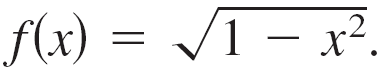 f(x) = √1 − x².